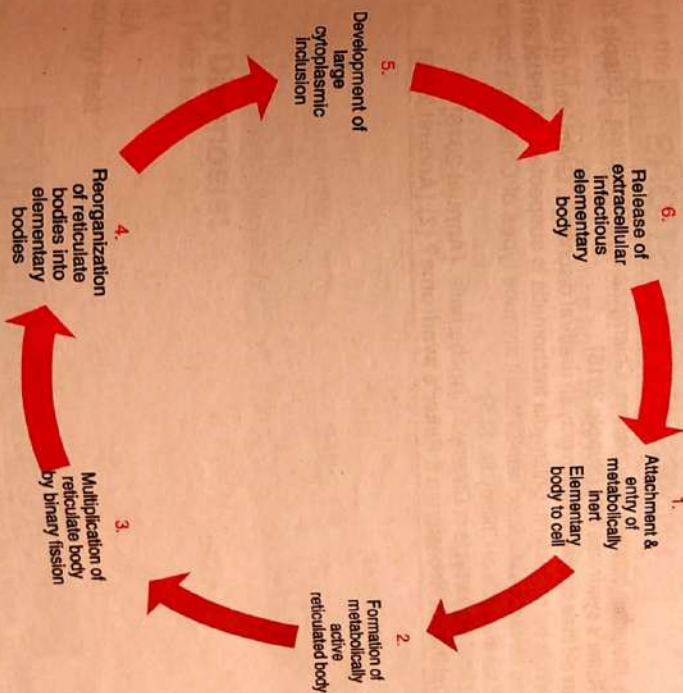 1.
Attachment &
entry of
metabolically
inert
Elementary
body to cell
2.
Formation of
metabolically
active
reticulated body
3.
Multiplication of
reticulate body
by binary fission
4.
Reorganization
of reticulate
bodies into
elementary
bodies
5.
Development of
large
cytoplasmic
inclusion
6.
Release of
extracellular
infectious
elementary
body